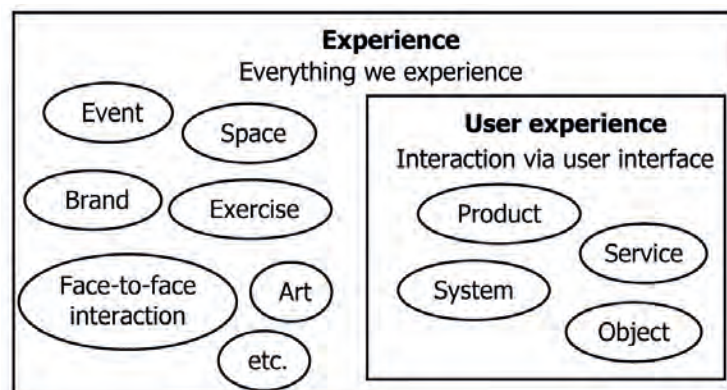 Experience
Everything we experience
Event
Space
Brand
Exercise
Face-to-face
interaction
Art
etc.
User experience
Interaction via user interface
Product
Service
System
Object